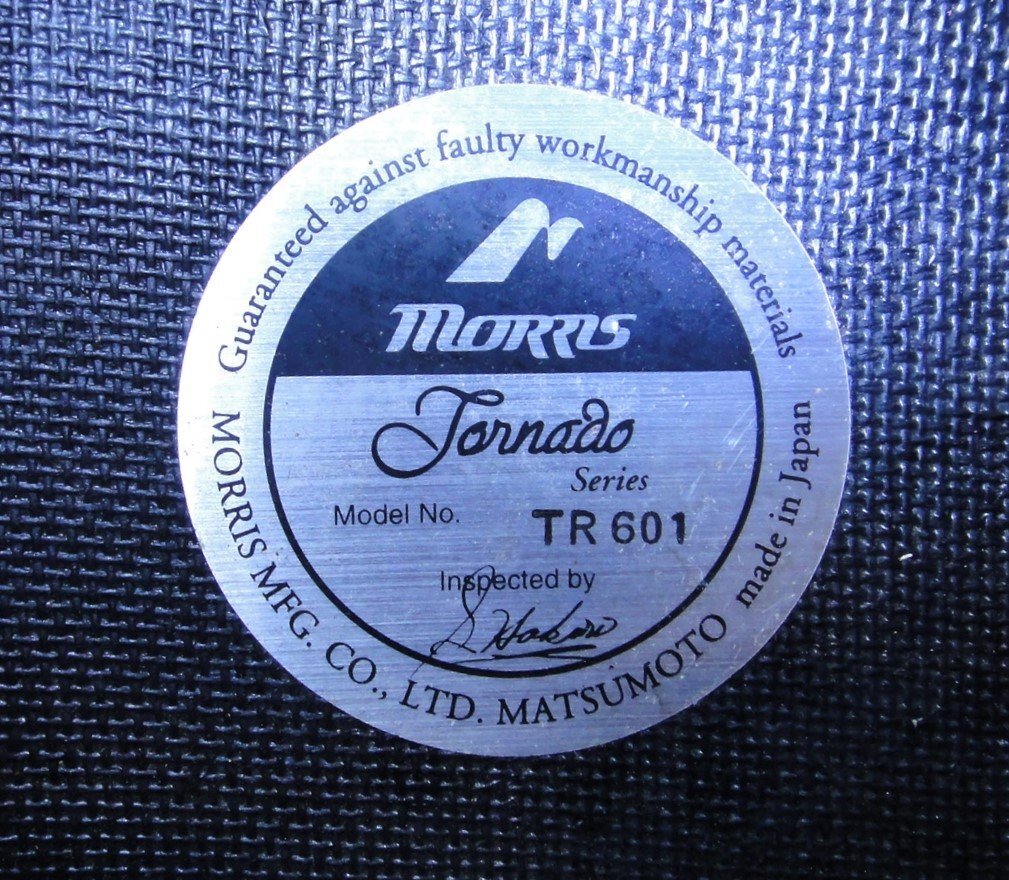 Guaranteed against faulty workmanship materials
MORRIS
Tornado
Series
Model No. TR 601
Inspected by
MORRIS MFG. CO., LTD. MATSUMOTO made in Japan